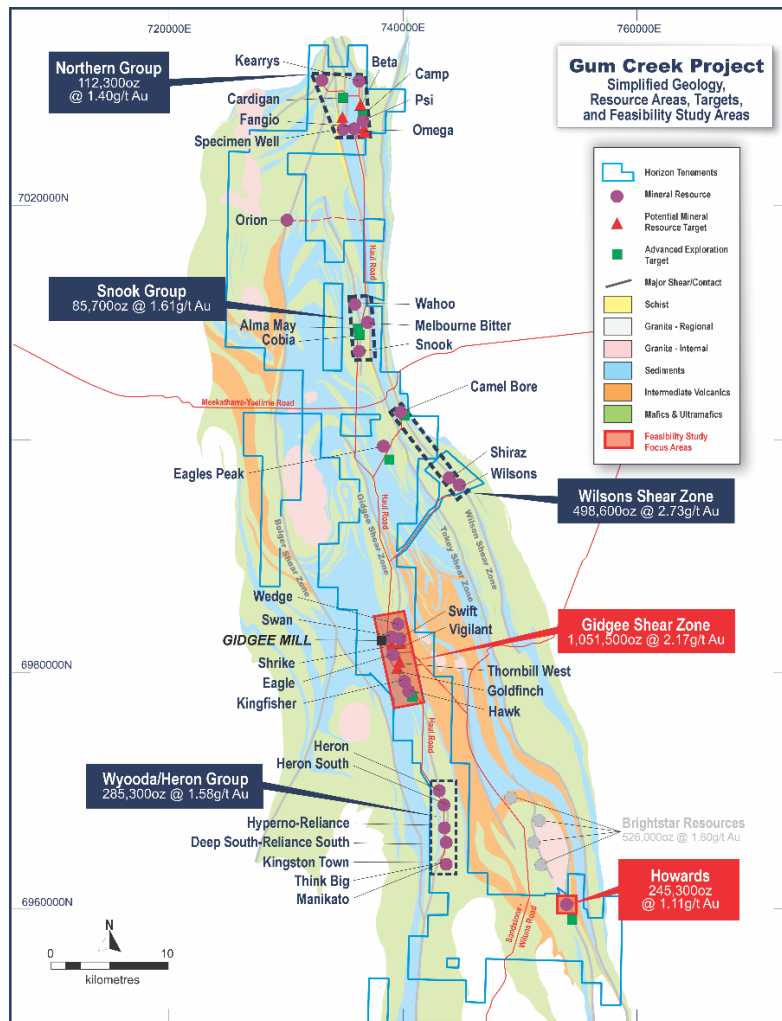 720000E
740000E
760000E
Gum Creek Project
Simplified Geology,
Resource Areas, Targets,
and Feasibility Study Areas
Northern Group
112,300oz
@ 1.40g/t Au
Kearrys
Beta
Camp
Cardigan
Psi
Fangio
Omega
Specimen Well
Horizon Tenements
Mineral Resource
Potential Mineral
Resource Target
Advanced Exploration
Target
Major Shear/Contact
Schist
Granite - Regional
Granite - Internal
Sediments
Intermediate Volcanics
Mafics & Ultramafics
Feasibility Study
Focus Areas
7020000N
Orion
Haul Road
Snook Group
85,700oz @ 1.61g/t Au
Wahoo
Alma May
Melbourne Bitter
Cobia
Snook
Meekatharra-Yeelirrie Road
Camel Bore
Eagles Peak
Shiraz
Wilsons
Wilsons Shear Zone
498,600oz @ 2.73g/t Au
Haul Road
Gidgee Shear Zone
Bolger Shear Zone
Tokey Shear Zone
Wilson Shear Zone
Wedge
Swan
Swift
GIDGEE MILL
Vigilant
Gidgee Shear Zone
1,051,500oz @ 2.17g/t Au
Shrike
6980000N
Thornbill West
Eagle
Goldfinch
Kingfisher
Hawk
Haul Road
Heron
Heron South
Wyooda/Heron Group
285,300oz @ 1.58g/t Au
Hyperno-Reliance
Deep South-Reliance South
Kingston Town
Think Big
Manikato
Brightstar Resources
526,000oz @ 1.60g/t Au
Howards
245,300oz
@ 1.11g/t Au
6960000N
Sandstone -
Wiluna Road
N
0
10
kilometres